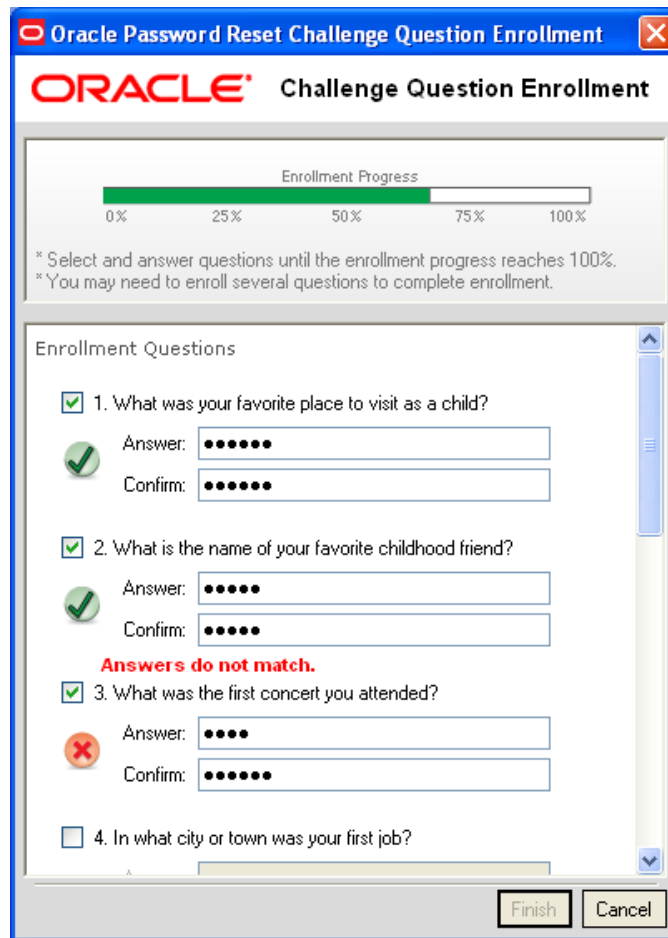 Oracle Password Reset Challenge Question Enrollment
ORACLE Challenge Question Enrollment
Enrollment Progress
0% 25% 50% 75% 100%
* Select and answer questions until the enrollment progress reaches 100%.
* You may need to enroll several questions to complete enrollment.
Enrollment Questions
1. What was your favorite place to visit as a child?
Answer: ●●●●●●
Confirm: ●●●●●●
2. What is the name of your favorite childhood friend?
Answer: ●●●●●
Confirm: ●●●●●
Answers do not match.
3. What was the first concert you attended?
Answer: ●●●●
Confirm: ●●●●●●
4. In what city or town was your first job?
Finish Cancel